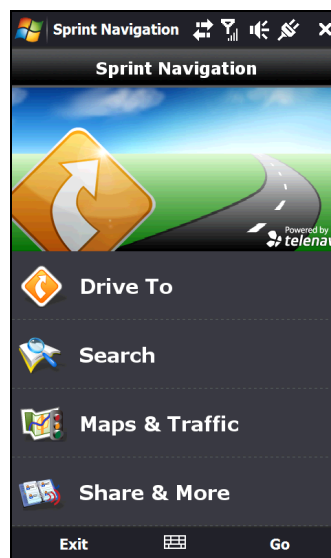 Sprint Navigation
Sprint Navigation
Powered by
telenav
Drive To
Search
Maps & Traffic
Share & More
Exit
Go